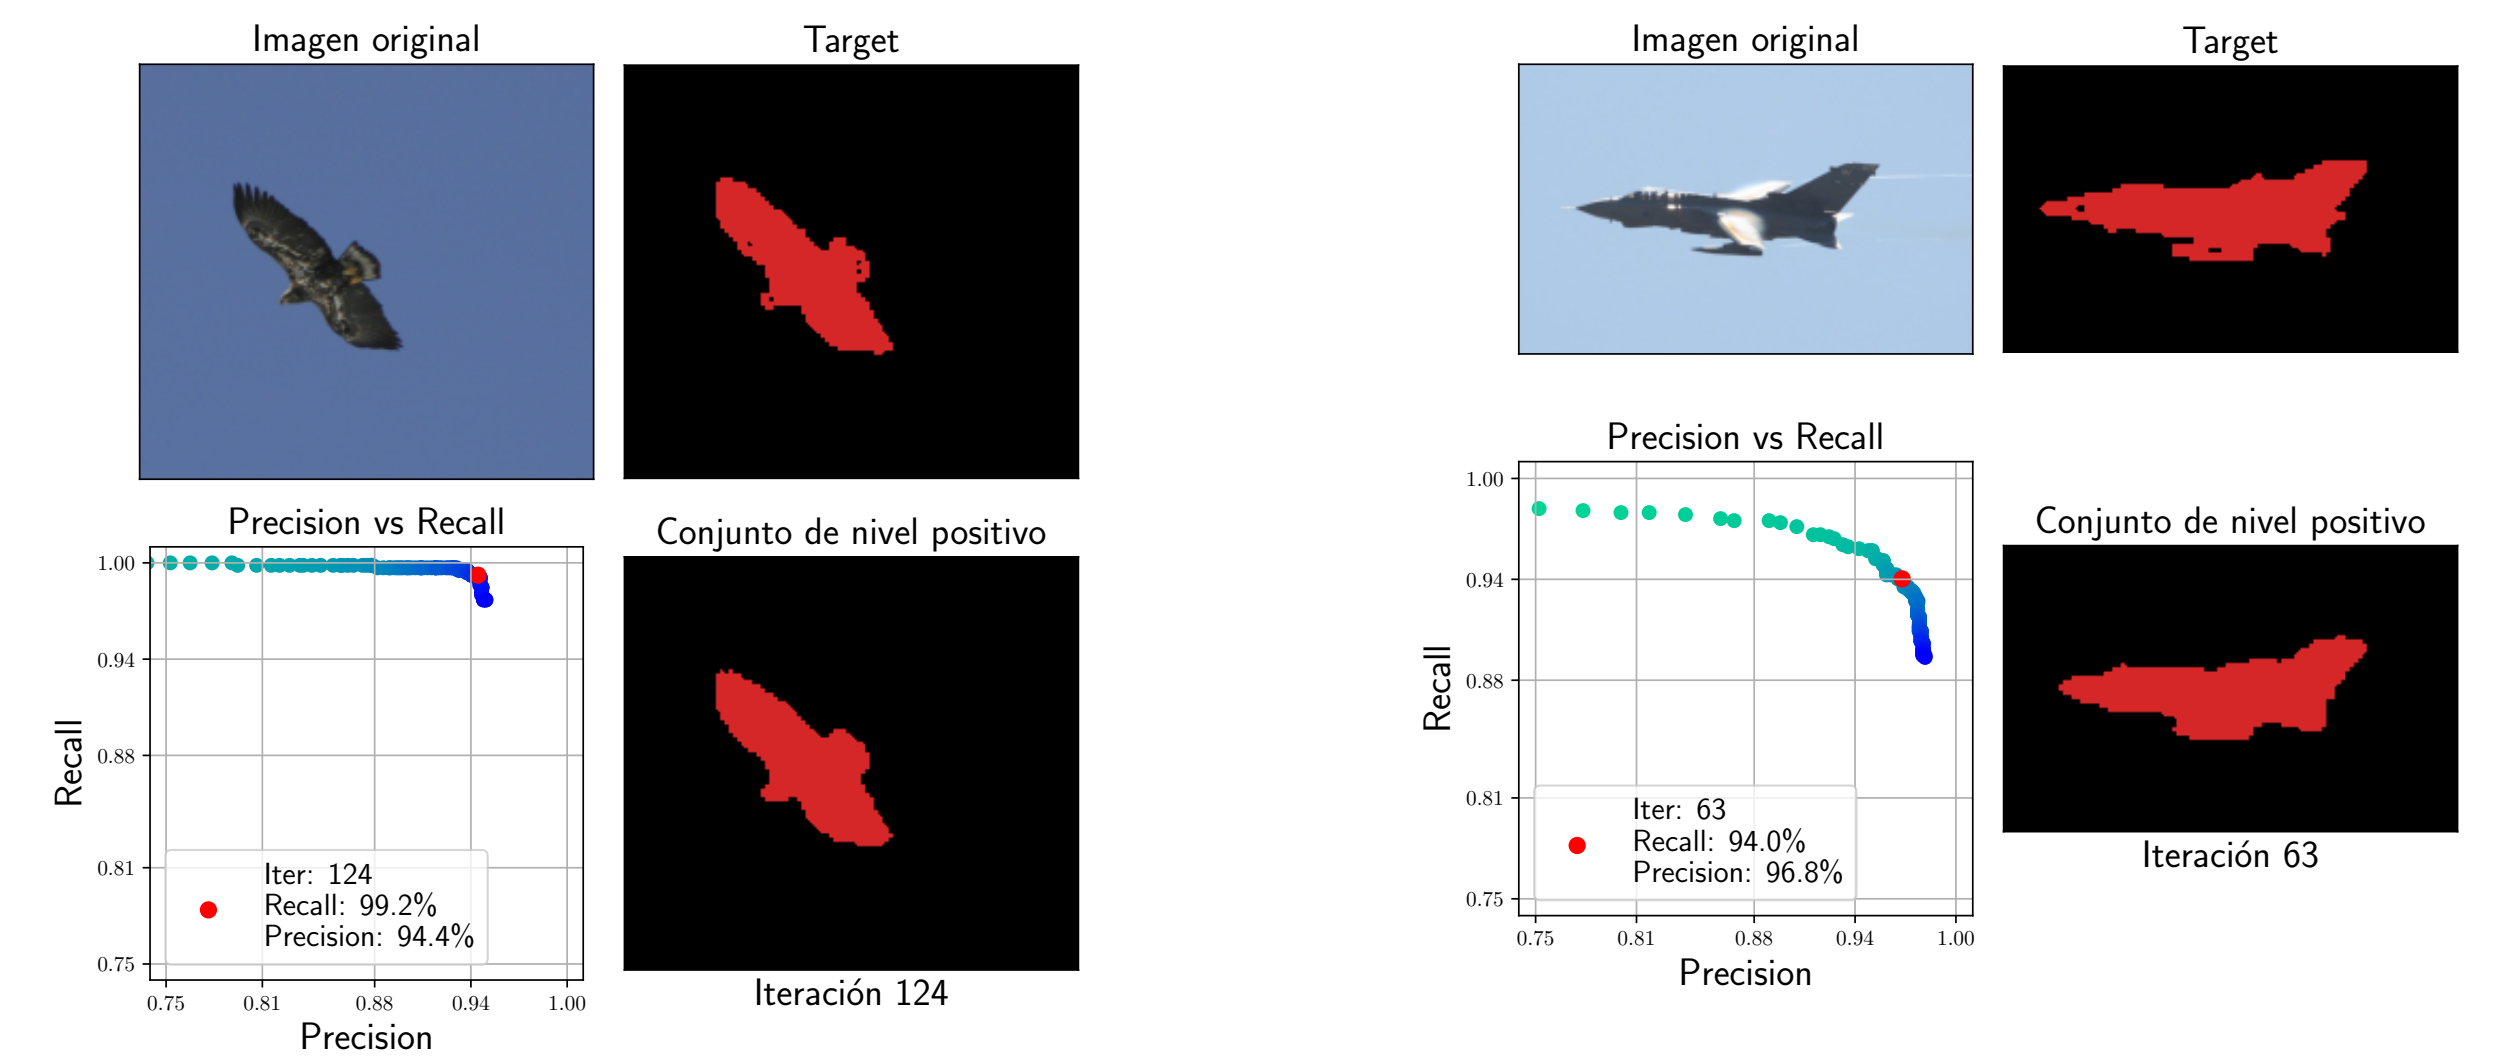 Imagen original
Target
Precision vs Recall
1.00
0.94
0.88
0.81
0.75
Recall
Iter: 124
Recall: 99.2%
Precision: 94.4%
0.75
0.81
0.88
0.94
1.00
Precision
Conjunto de nivel positivo
Iteración 124
Imagen original
Target
Precision vs Recall
1.00
0.94
0.88
0.81
0.75
Recall
Iter: 63
Recall: 94.0%
Precision: 96.8%
0.75
0.81
0.88
0.94
1.00
Precision
Conjunto de nivel positivo
Iteración 63